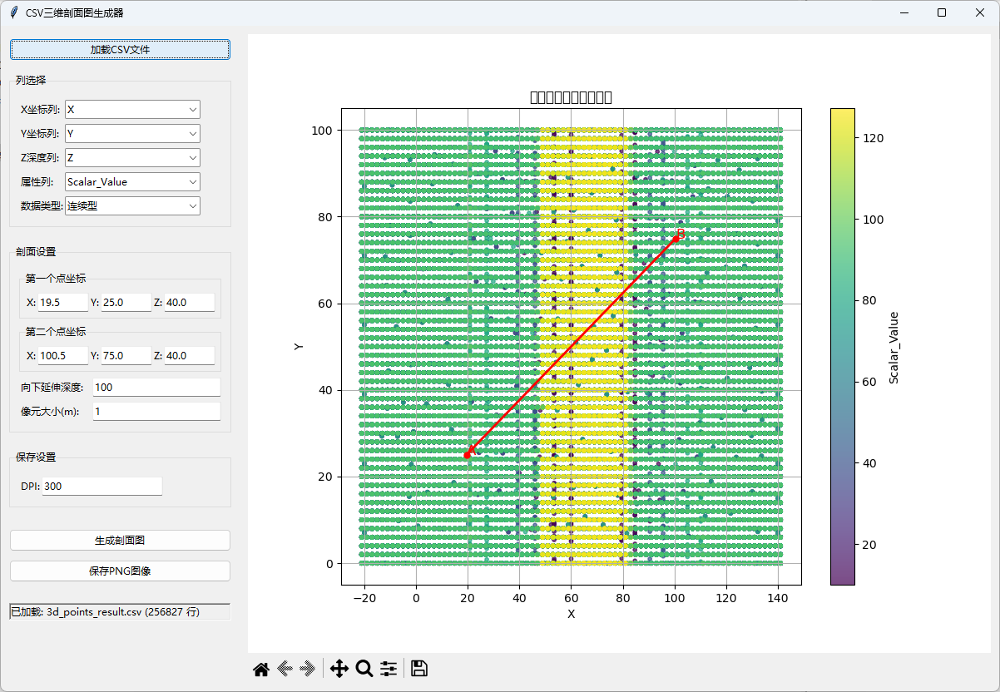 CSV三维剖面图生成器
加载CSV文件
列选择
X坐标列: X
Y坐标列: Y
Z深度列: Z
属性列: Scalar_Value
数据类型: 连续型
剖面设置
第一个点坐标
X: 19.5 Y: 25.0 Z: 40.0
第二个点坐标
X: 100.5 Y: 75.0 Z: 40.0
向下延伸深度: 100
像元大小(m): 1
保存设置
DPI: 300
生成剖面图
保存PNG图像
已加载: 3d_points_result.csv (256827 行)
100
80
60
40
20
0
Y
−20 0 20 40 60 80 100 120 140
X
A
B
120
100
80
60
40
20
Scalar_Value